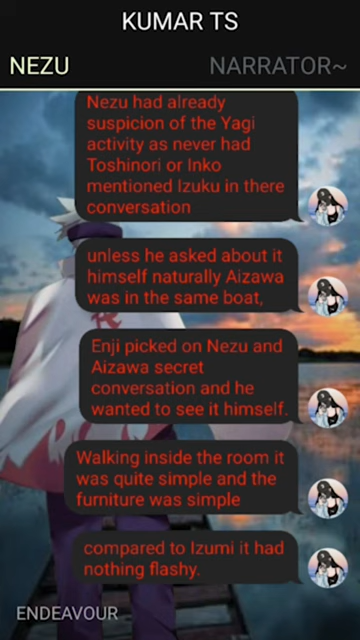 KUMAR TS
NEZU
NARRATOR~
Nezu had already
suspicion of the Yagi
activity as never had
Toshinori or Inko
mentioned Izuku in there
conversation
unless he asked about it
himself naturally Aizawa
was in the same boat,
Enji picked on Nezu and
Aizawa secret
conversation and he
wanted to see it himself.
Walking inside the room it
was quite simple and the
furniture was simple
compared to Izumi it had
nothing flashy.
ENDEAVOUR